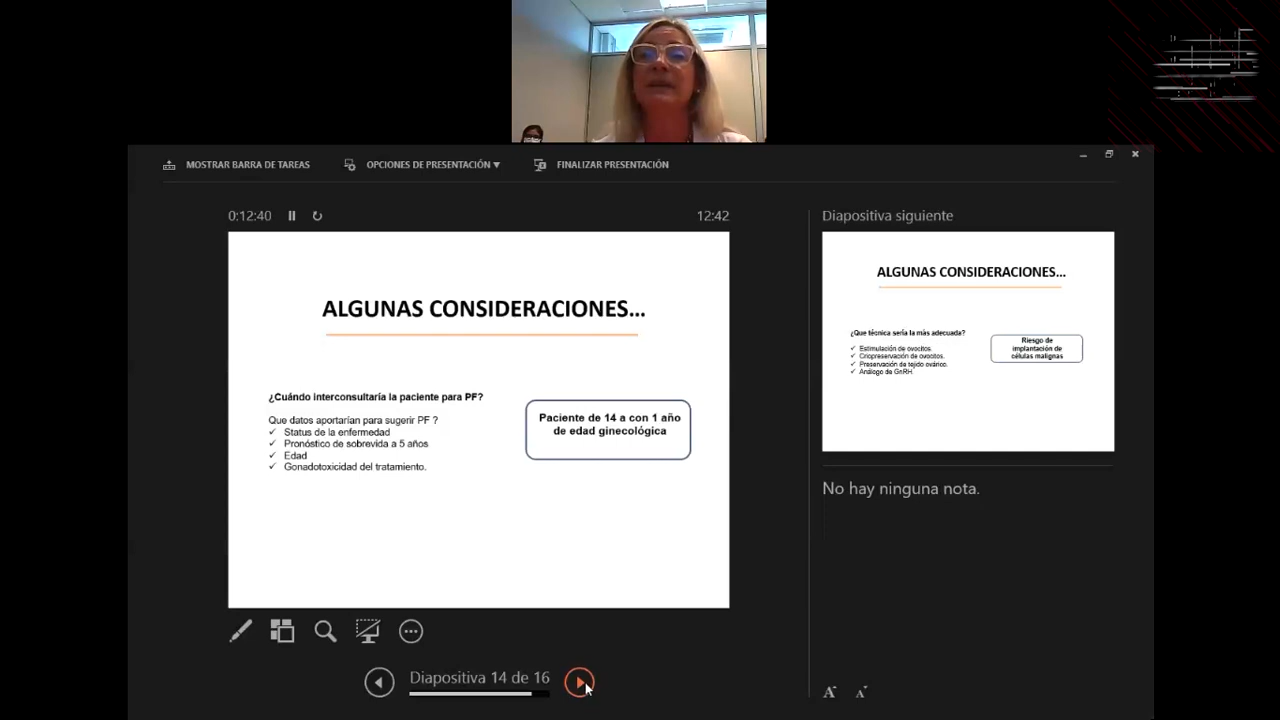 MOSTRAR BARRA DE TAREAS
OPCIONES DE PRESENTACIÓN ▼
FINALIZAR PRESENTACIÓN
0:12:40
12:42
ALGUNAS CONSIDERACIONES...
¿Cuándo interconsultaría la paciente para PF?
Que datos aportarían para sugerir PF ?
✓ Status de la enfermedad
✓ Pronóstico de sobrevida a 5 años
✓ Edad
✓ Gonadotoxicidad del tratamiento.
Paciente de 14 a con 1 año
de edad ginecológica
Diapositiva 14 de 16
Diapositiva siguiente
ALGUNAS CONSIDERACIONES...
¿Que técnica sería la más adecuada?
✓ Estimulación de ovocitos.
✓ Criopreservación de ovocitos.
✓ Preservación de tejido ovárico.
✓ Análogo de GnRH.
Riesgo de
implantación de
células malignas
No hay ninguna nota.
A A